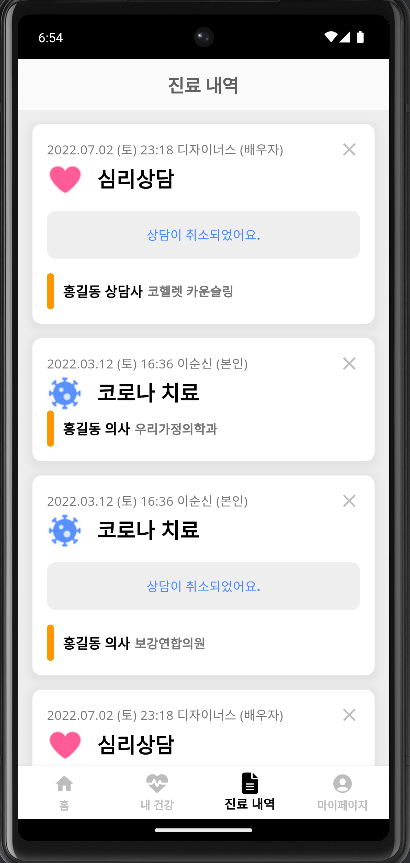 6:54
진료 내역
2022.07.02 (토) 23:18 디자이너스 (배우자)
심리상담
상담이 취소되었어요.
홍길동 상담사 코헬렛 카운슬링
2022.03.12 (토) 16:36 이순신 (본인)
코로나 치료
홍길동 의사 우리가정의학과
2022.03.12 (토) 16:36 이순신 (본인)
코로나 치료
상담이 취소되었어요.
홍길동 의사 보강연합의원
2022.07.02 (토) 23:18 디자이너스 (배우자)
심리상담
홈
내 건강
진료 내역
마이페이지